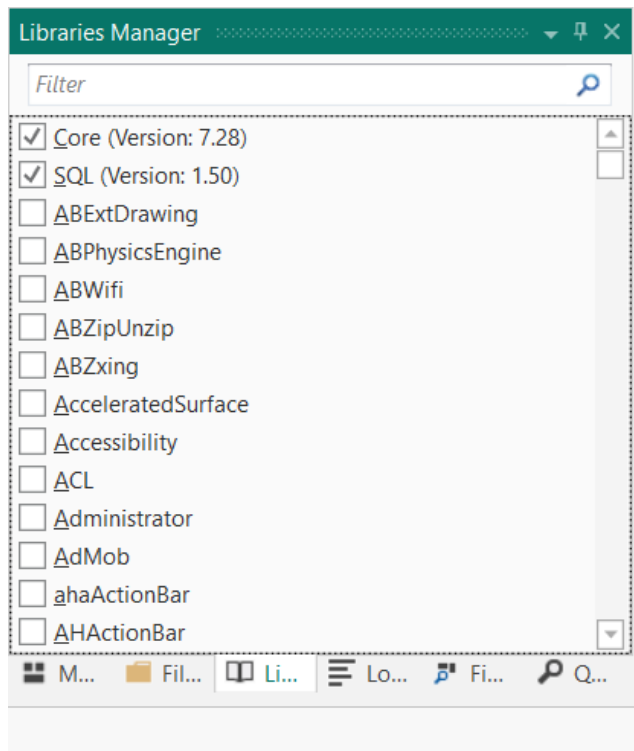 Libraries Manager
Filter
Core (Version: 7.28)
SQL (Version: 1.50)
ABExtDrawing
ABPhysicsEngine
ABWifi
ABZipUnzip
ABZxing
AcceleratedSurface
Accessibility
ACL
Administrator
AdMob
ahaActionBar
AHActionBar
M... Fil... Li... Lo... Fi... Q...